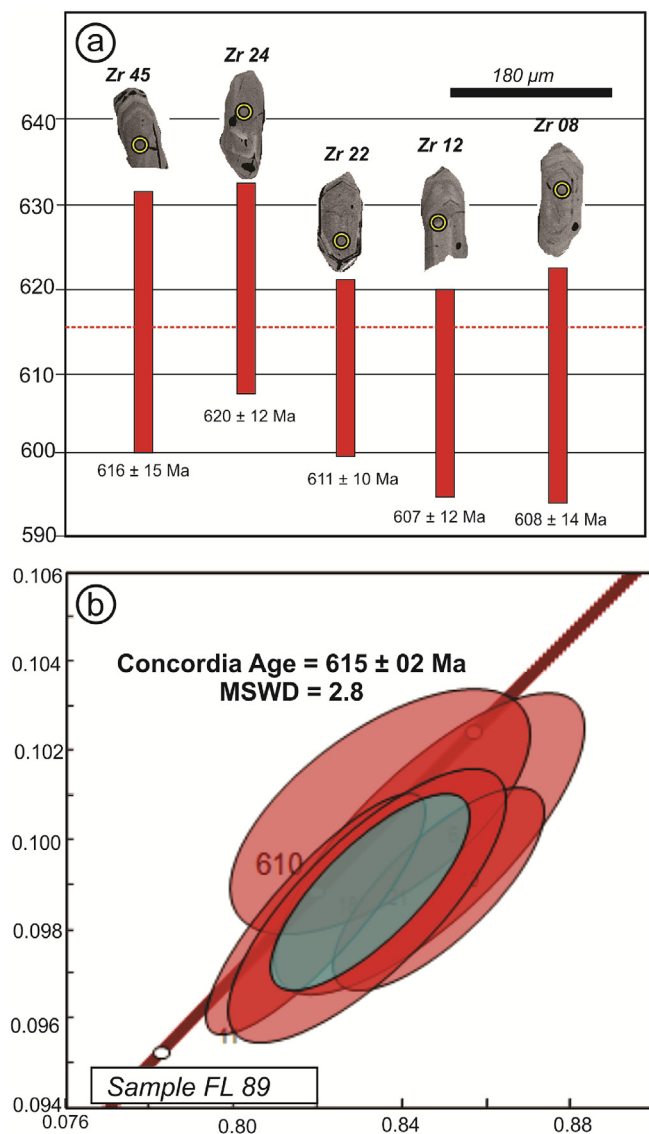 a
Zr 45
Zr 24
Zr 22
Zr 12
Zr 08
180 µm
640
630
620
610
600
590
616 ± 15 Ma
620 ± 12 Ma
611 ± 10 Ma
607 ± 12 Ma
608 ± 14 Ma
b
Concordia Age = 615 ± 02 Ma
MSWD = 2.8
0.106
0.104
0.102
0.100
0.098
0.096
0.094
610
Sample FL 89
0.076
0.80
0.84
0.88